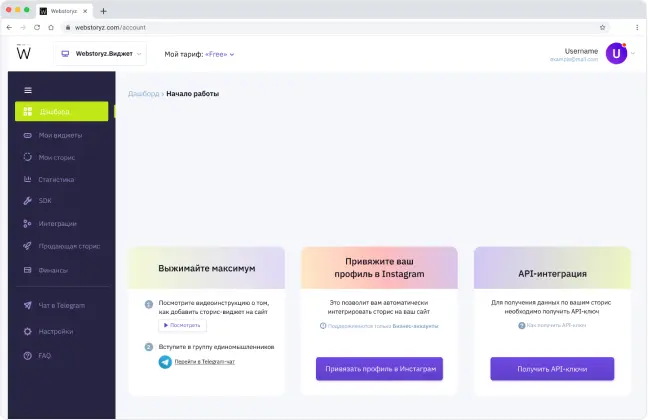 Webstoryz
webstoryz.com/account
W
Webstoryz.Виджет
Мой тариф: «Free»
Username
example@mail.com
U
Дашборд › Начало работы
Дашборд
Мои виджеты
Мои сторис
Статистика
SDK
Интеграции
Продающая сторис
Финансы
Чат в Telegram
Настройки
FAQ
Выжимайте максимум
1 Посмотрите видеоинструкцию о том,
как добавить сторис-виджет на сайт
Посмотреть
2 Вступите в группу единомышленников
Перейти в Telegram-чат
Привяжите ваш
профиль в Instagram
Это позволит вам автоматически
интегрировать сторис на ваш сайт
Поддерживаются только Бизнес-аккаунты
Привязать профиль в Инстаграм
API-интеграция
Для получения данных по вашим сторис
необходимо получить API-ключ
? Как получить API-ключ
Получить API-ключи